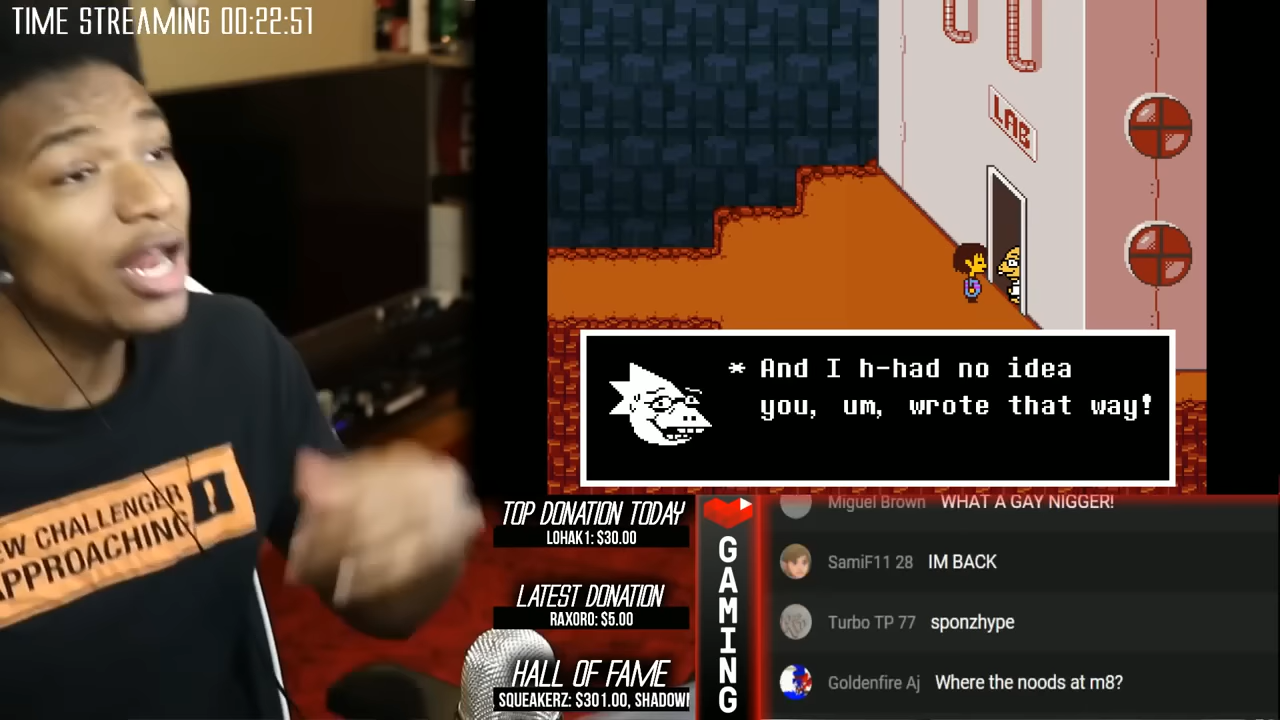 TIME STREAMING 00:22:51
LAB
* And I h-had no idea
you, um, wrote that way!
EW CHALLENGER
APPROACHING
!
TOP DONATION TODAY
LOHAK1: $30.00
LATEST DONATION
RAXORO: $5.00
HALL OF FAME
SQUEAKERZ: $301.00, SHADOW
GAMING
Miguel Brown WHAT A GAY NIGGER!
SamiF11 28 IM BACK
Turbo TP 77 sponzhype
Goldenfire Aj Where the noods at m8?